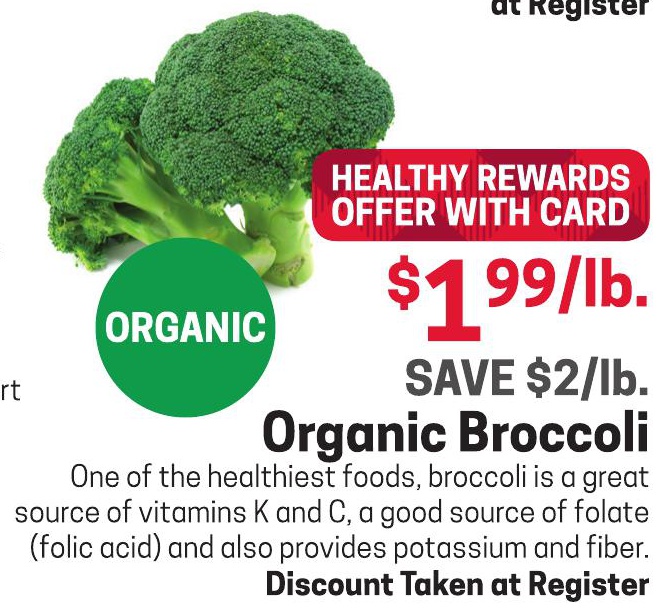 at Register
HEALTHY REWARDS
OFFER WITH CARD
$1 99/lb.
ORGANIC
SAVE $2/lb.
rt
Organic Broccoli
One of the healthiest foods, broccoli is a great
source of vitamins K and C, a good source of folate
(folic acid) and also provides potassium and fiber.
Discount Taken at Register